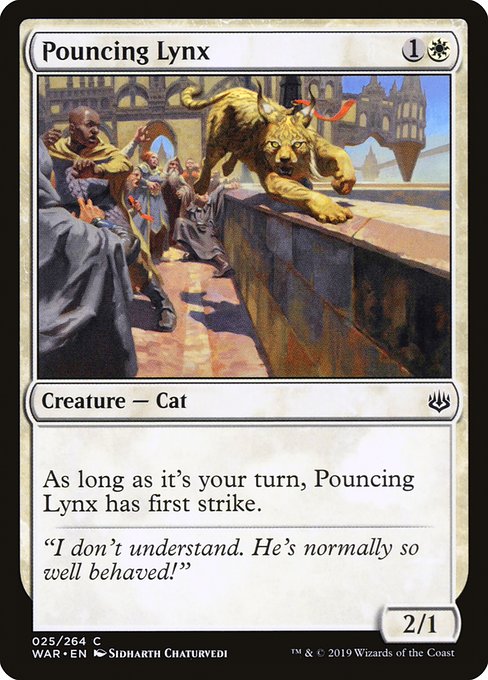 Pouncing Lynx 1
Creature — Cat
As long as it's your turn, Pouncing
Lynx has first strike.
“I don't understand. He's normally so
well behaved!”
2/1
025/264 C
WAR • EN Sidharth Chaturvedi
™ & © 2019 Wizards of the Coast